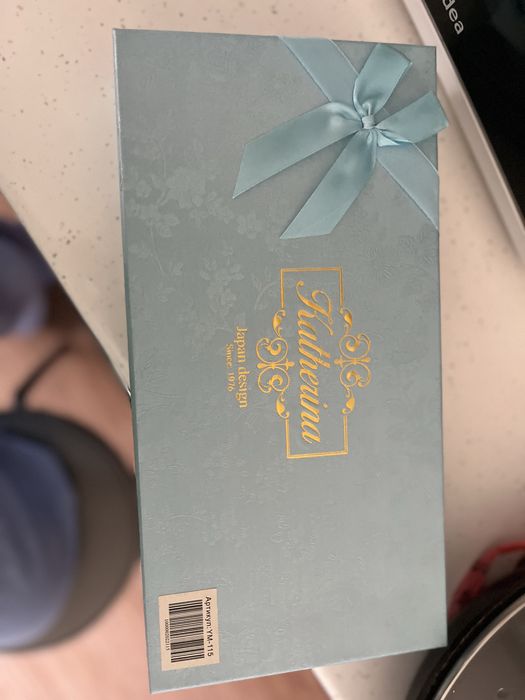 Katherina
Japan design
Since: 1976
Артикул: YM-115